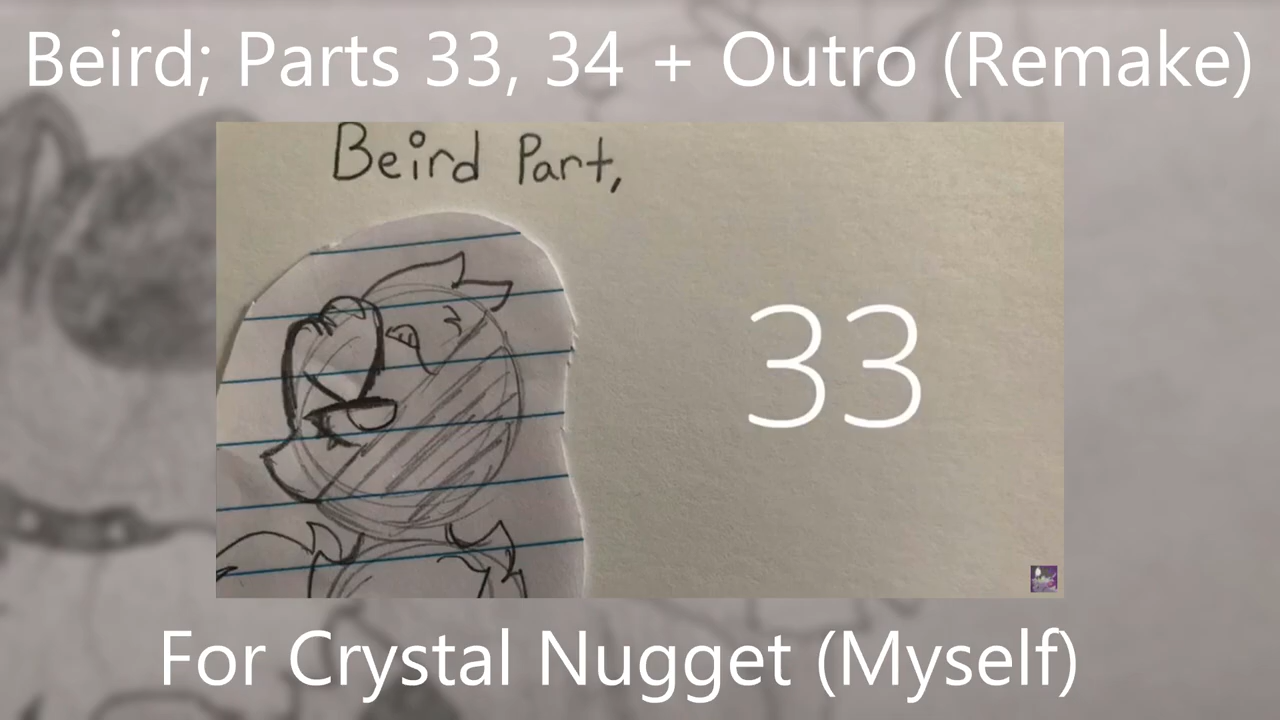 Beird; Parts 33, 34 + Outro (Remake)
Beird Part,
33
For Crystal Nugget (Myself)